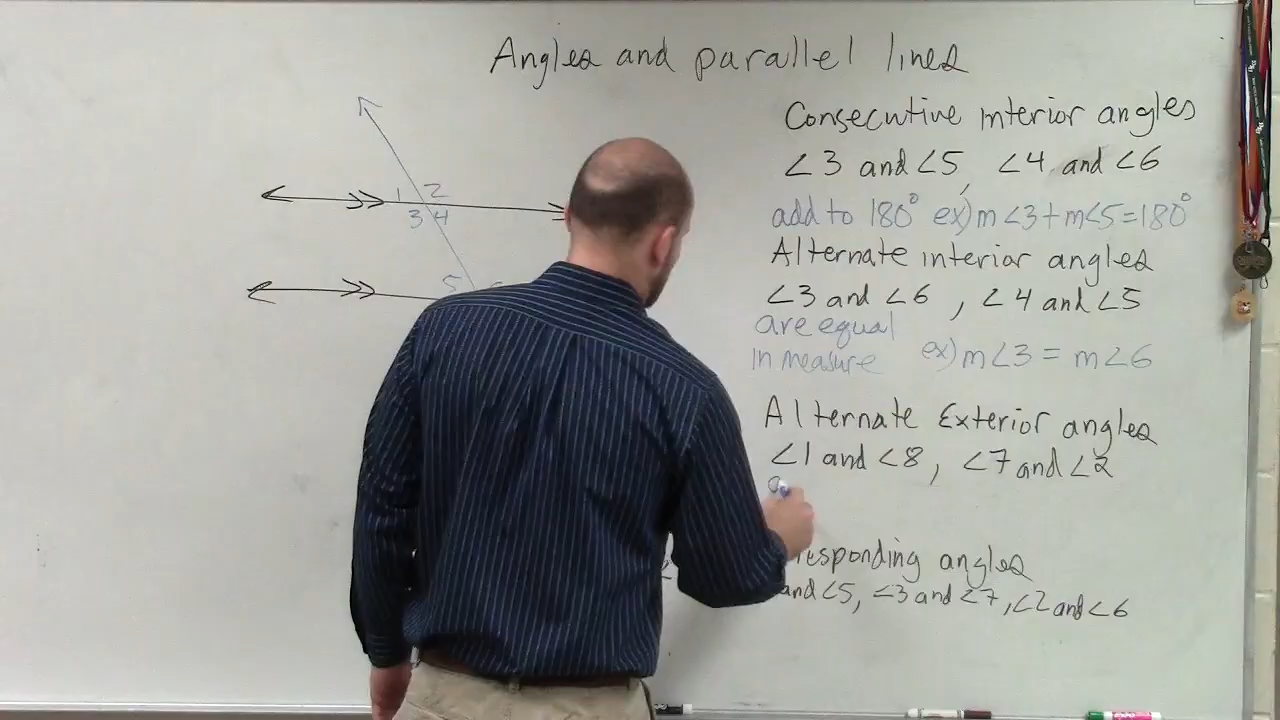 Angles and parallel lines
Consecutive interior angles
∠3 and ∠5, ∠4 and ∠6
add to 180° ex) m∠3+m∠5=180°
Alternate interior angles
∠3 and ∠6 , ∠4 and ∠5
are equal
in measure ex) m∠3 = m∠6
Alternate Exterior angles
∠1 and ∠8 , ∠7 and ∠2
responding angles
and ∠5, ∠3 and ∠7, ∠2 and ∠6
1 2
3 4
5